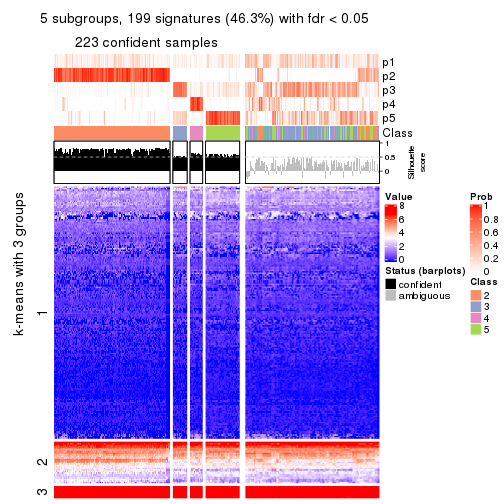 5 subgroups, 199 signatures (46.3%) with fdr < 0.05
223 confident samples
p1
p2
p3
p4
p5
Class
1
0.5
0
Silhouette
score
k-means with 3 groups
1
2
3
Value
8
6
4
2
0
Status (barplots)
confident
ambiguous
Prob
1
0.8
0.6
0.4
0.2
0
Class
2
3
4
5